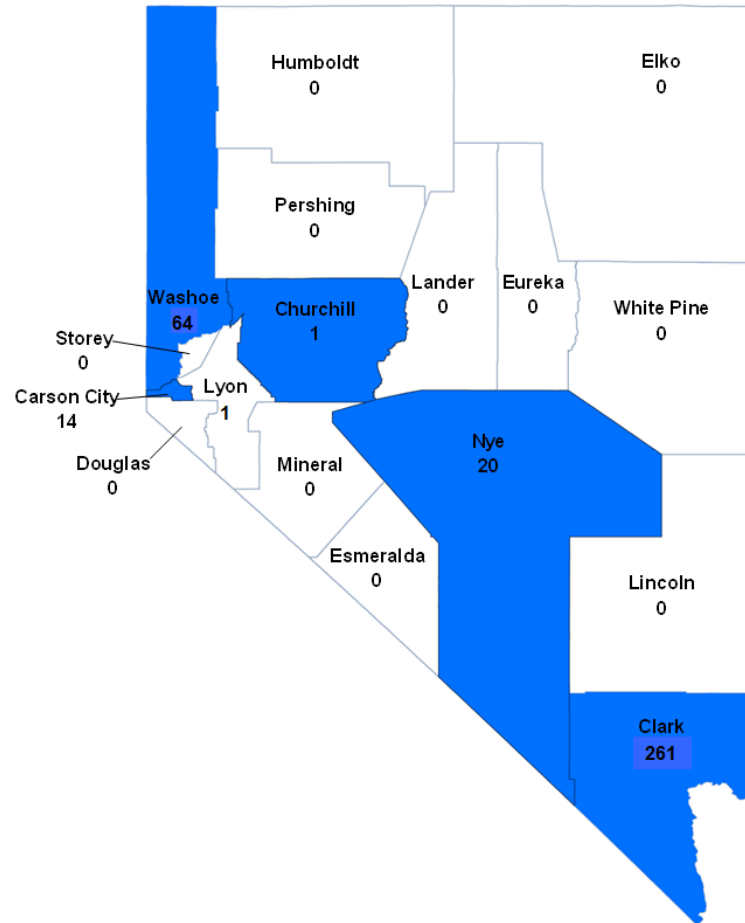 Humboldt
0
Elko
0
Pershing
0
Lander
0
Eureka
0
Washoe
64
Churchill
1
White Pine
0
Storey
0
Carson City
14
Lyon
1
Douglas
0
Mineral
0
Nye
20
Esmeralda
0
Lincoln
0
Clark
261